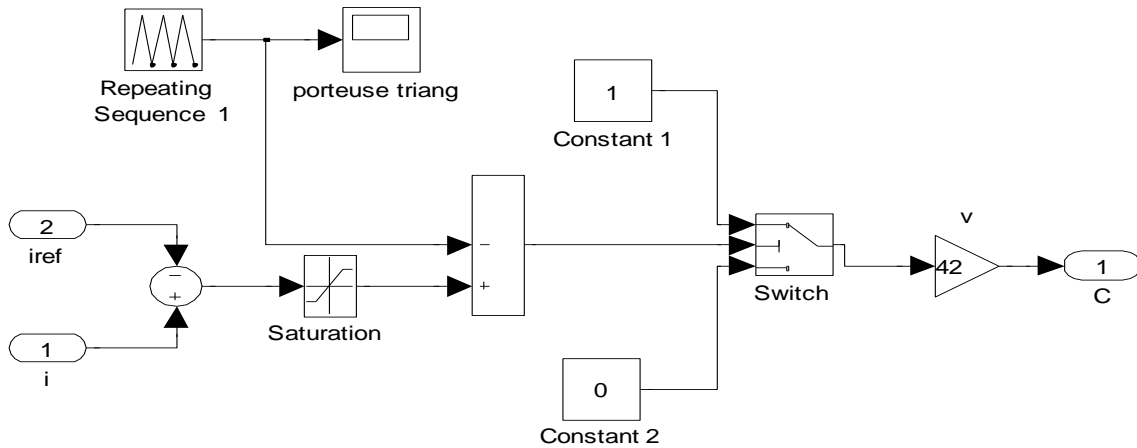 Repeating
Sequence 1
porteuse triang
1
Constant 1
2
iref
−
+
Saturation
−
+
1
i
Switch
v
42
1
C
0
Constant 2